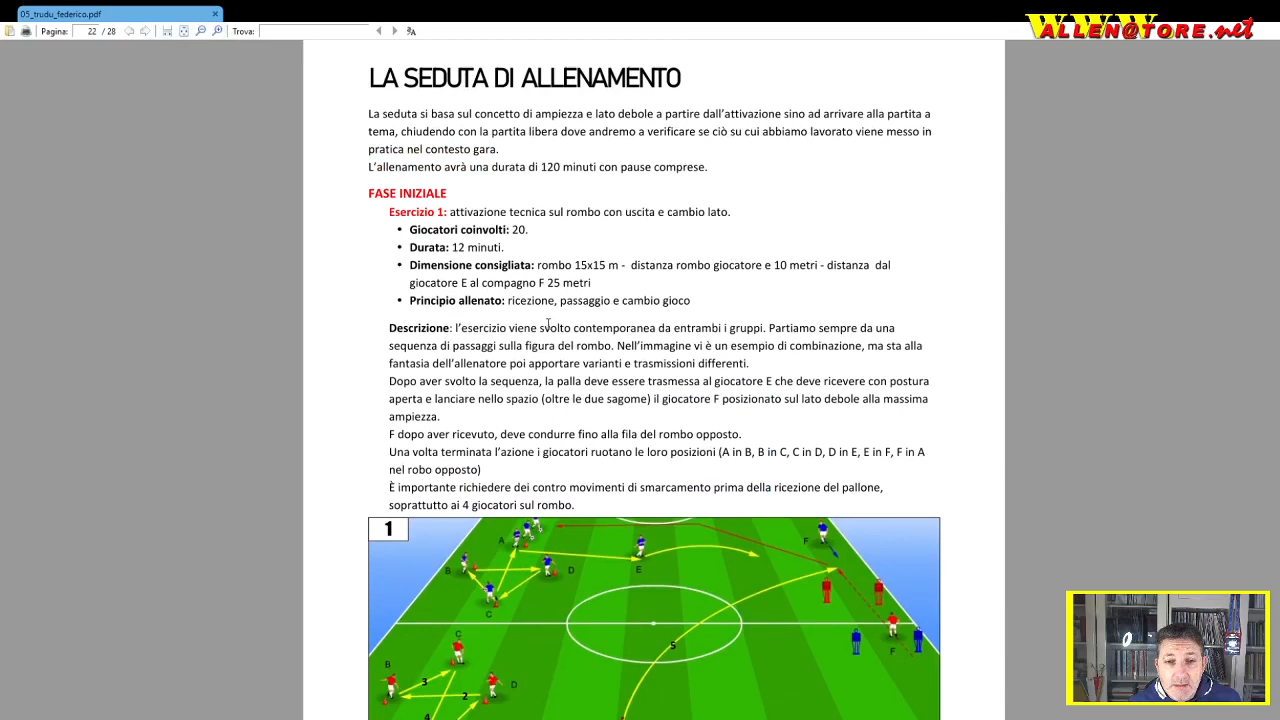 05_trudu_federico.pdf
Pagina: 22 / 28 Trova:
WWW
ALLEN@TORE.net
LA SEDUTA DI ALLENAMENTO
La seduta si basa sul concetto di ampiezza e lato debole a partire dall'attivazione sino ad arrivare alla partita a
tema, chiudendo con la partita libera dove andremo a verificare se ciò su cui abbiamo lavorato viene messo in
pratica nel contesto gara.
L'allenamento avrà una durata di 120 minuti con pause comprese.
FASE INIZIALE
Esercizio 1: attivazione tecnica sul rombo con uscita e cambio lato.
• Giocatori coinvolti: 20.
• Durata: 12 minuti.
• Dimensione consigliata: rombo 15x15 m - distanza rombo giocatore e 10 metri - distanza dal
giocatore E al compagno F 25 metri
• Principio allenato: ricezione, passaggio e cambio gioco
Descrizione: l'esercizio viene svolto contemporanea da entrambi i gruppi. Partiamo sempre da una
sequenza di passaggi sulla figura del rombo. Nell'immagine vi è un esempio di combinazione, ma sta alla
fantasia dell'allenatore poi apportare varianti e trasmissioni differenti.
Dopo aver svolto la sequenza, la palla deve essere trasmessa al giocatore E che deve ricevere con postura
aperta e lanciare nello spazio (oltre le due sagome) il giocatore F posizionato sul lato debole alla massima
ampiezza.
F dopo aver ricevuto, deve condurre fino alla fila del rombo opposto.
Una volta terminata l'azione i giocatori ruotano le loro posizioni (A in B, B in C, C in D, D in E, E in F, F in A
nel robo opposto)
È importante richiedere dei contro movimenti di smarcamento prima della ricezione del pallone,
soprattutto ai 4 giocatori sul rombo.
1
A F
B D E
C
5
C F
B
3 2 D
4